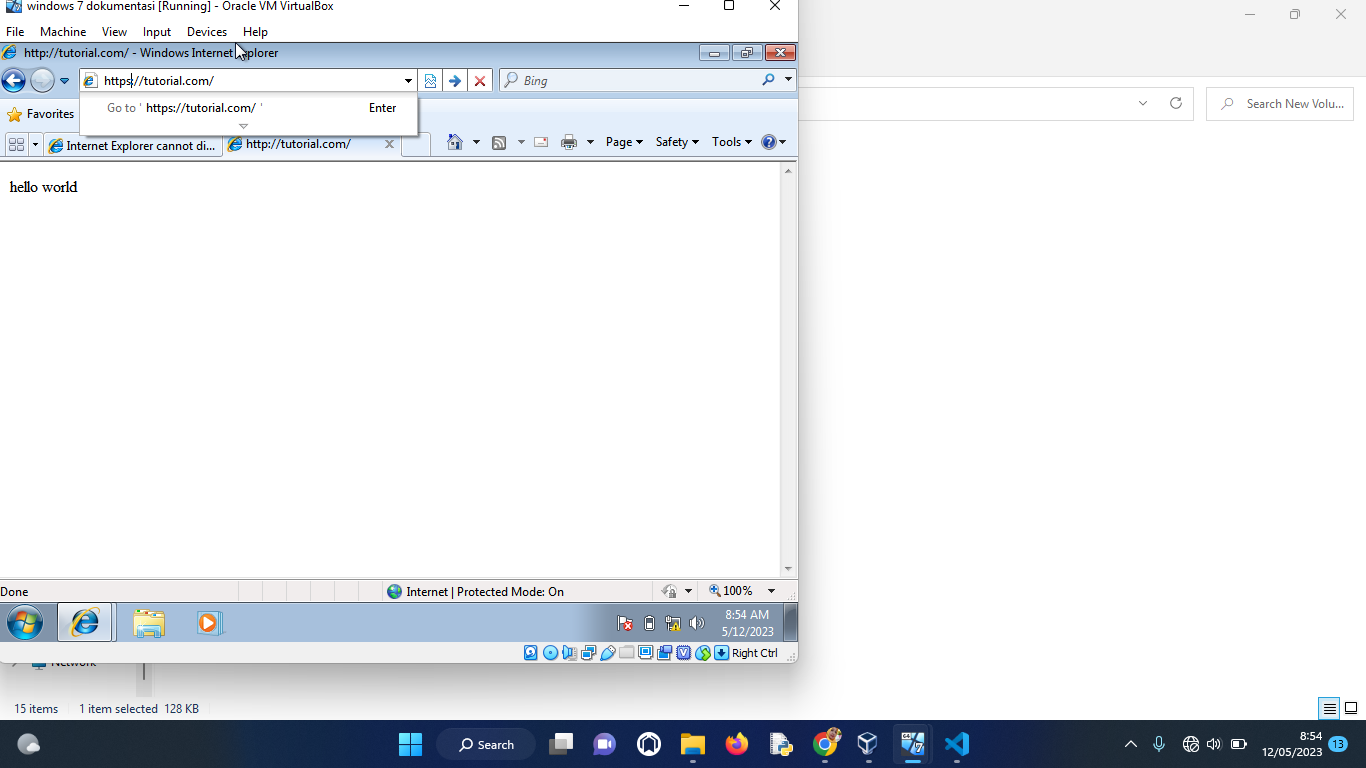 windows 7 dokumentasi [Running] - Oracle VM VirtualBox
File Machine View Input Devices Help
http://tutorial.com/ - Windows Internet Explorer
https//tutorial.com/
Bing
Go to ' https://tutorial.com/ ' Enter
Favorites
Search New Volu...
Internet Explorer cannot di...
http://tutorial.com/
Page Safety Tools
hello world
Done
Internet | Protected Mode: On
100%
8:54 AM
5/12/2023
Right Ctrl
Network
15 items 1 item selected 128 KB
Search
8:54
12/05/2023
13